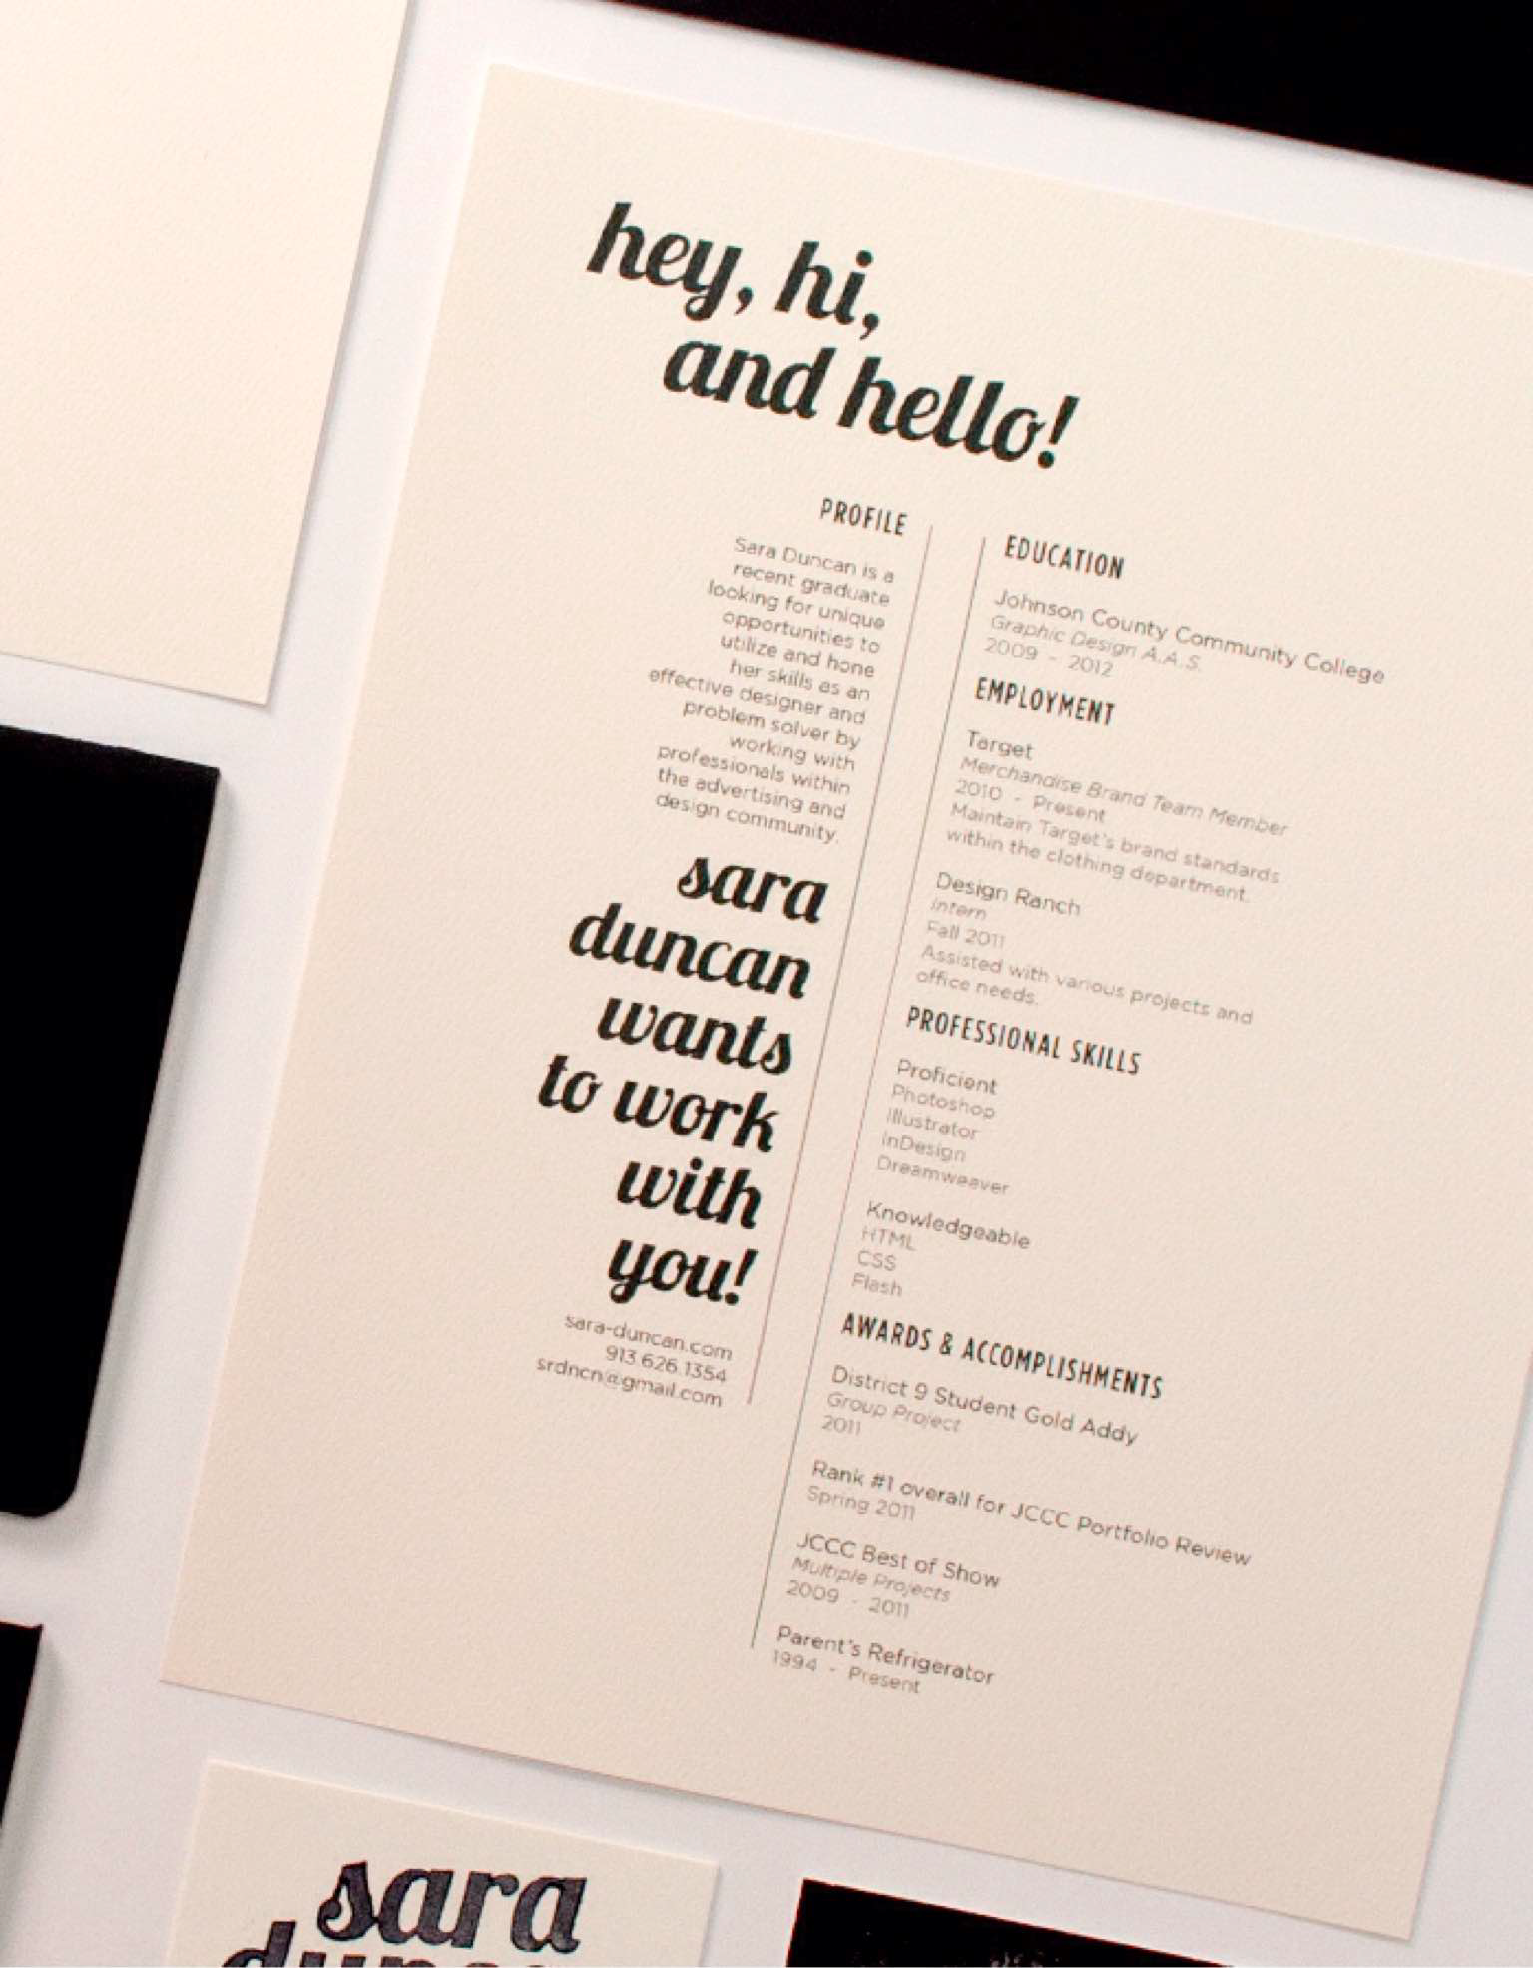 hey, hi,
and hello!
PROFILE
Sara Duncan is a
recent graduate
looking for unique
opportunities to
utilize and hone
her skills as an
effective designer and
problem solver by
working with
professionals within
the advertising and
design community.
sara
duncan
wants
to work
with
you!
sara-duncan.com
913.626.1354
srdncn@gmail.com
EDUCATION
Johnson County Community College
Graphic Design A.A.S.
2009 - 2012
EMPLOYMENT
Target
Merchandise Brand Team Member
2010 - Present
Maintain Target's brand standards
within the clothing department.
Design Ranch
Intern
Fall 2011
Assisted with various projects and
office needs.
PROFESSIONAL SKILLS
Proficient
Photoshop
Illustrator
InDesign
Dreamweaver
Knowledgeable
HTML
CSS
Flash
AWARDS & ACCOMPLISHMENTS
District 9 Student Gold Addy
Group Project
2011
Rank #1 overall for JCCC Portfolio Review
Spring 2011
JCCC Best of Show
Multiple Projects
2009 - 2011
Parent's Refrigerator
1994 - Present
sara